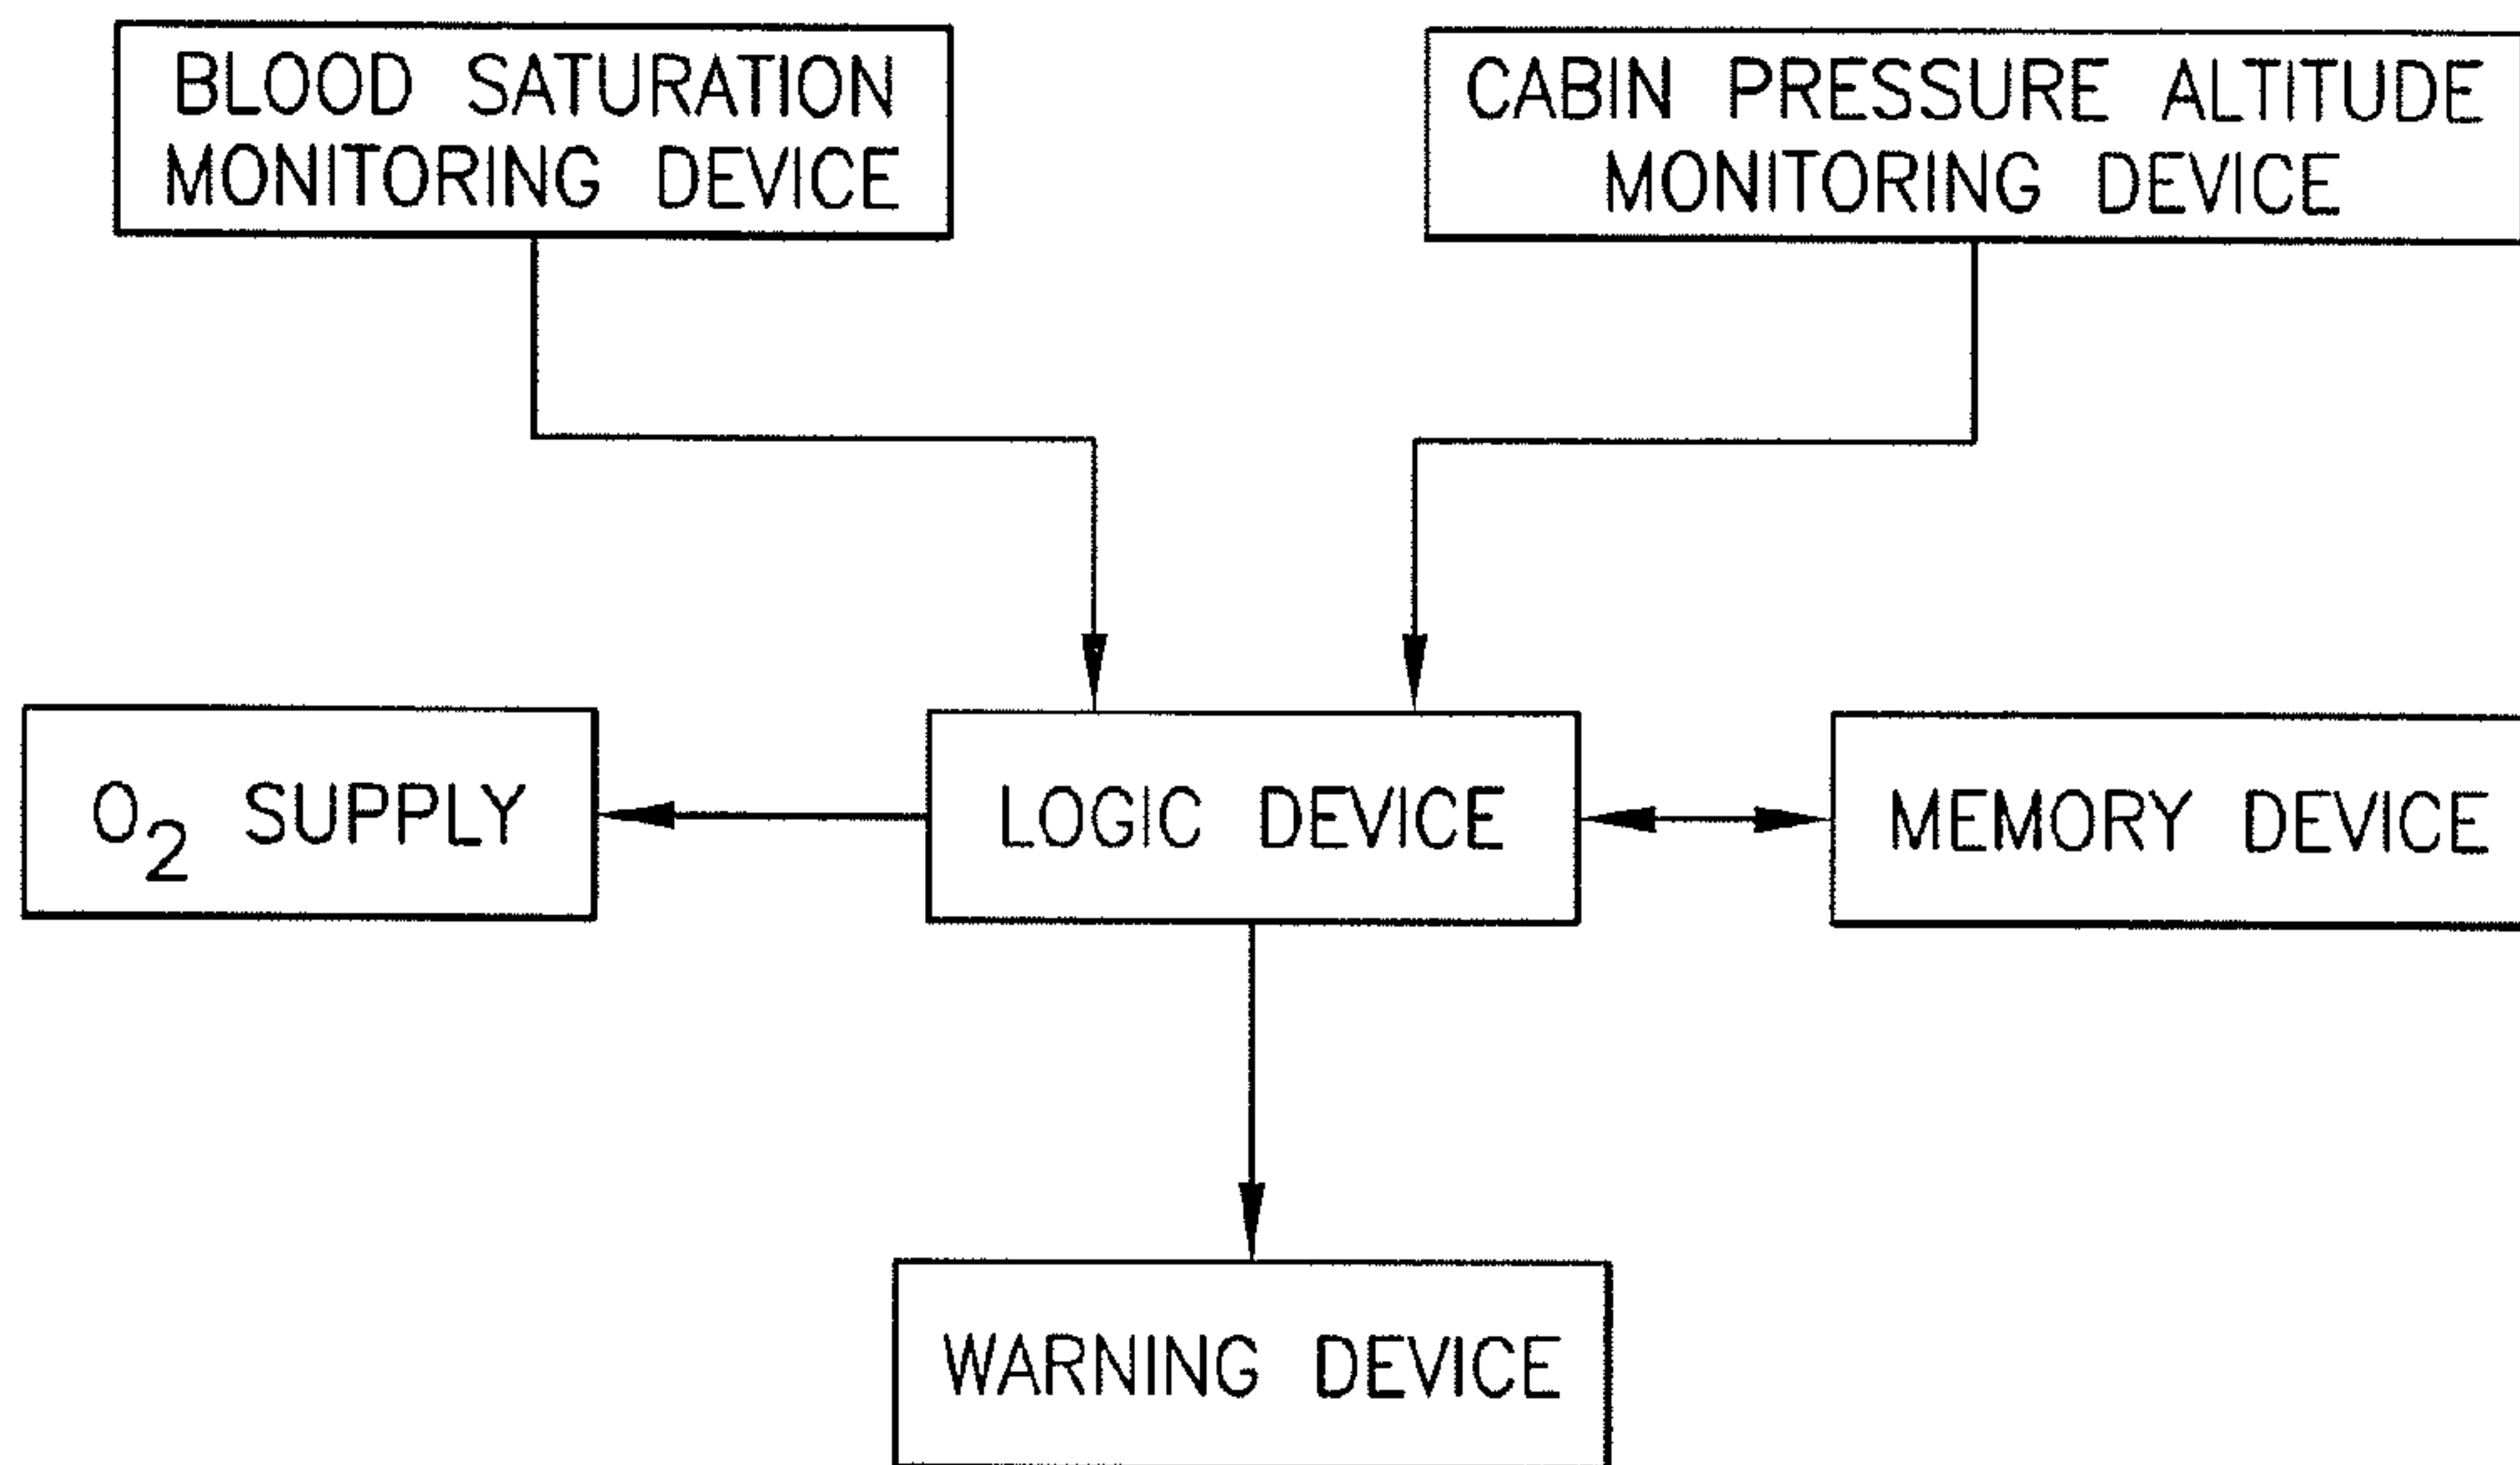 BLOOD SATURATION
MONITORING DEVICE
CABIN PRESSURE ALTITUDE
MONITORING DEVICE
O₂ SUPPLY
LOGIC DEVICE
MEMORY DEVICE
WARNING DEVICE